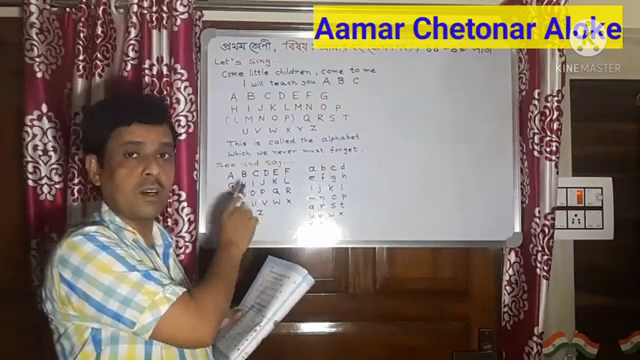 Aamar Chetonar Aloke
KINEMASTER
প্রথম শ্রেণী, বিষয়:
Let's Sing...
Come little children, come to me
I will teach you A B C
A B C D E F G
H I J K L M N O P
(L M N O P) Q R S T
U V W X Y Z
This is called the alphabet
Which we never must forget.
See and say....
A B C D E F
G I J K L
O P Q R
U V W X
Z
a b c d
e f g h
i j k l
m n o p
q r s t
u v w x